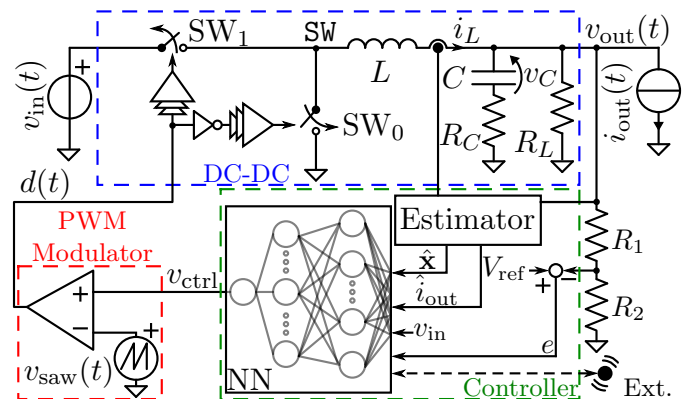 SW₁
SW
i_L
v_out(t)
v_in(t)
+
L
C
v_C
i_out(t)
SW₀
R_C
R_L
DC-DC
d(t)
PWM
Modulator
Estimator
R₁
v_ctrl
x̂
V_ref
+
−
î_out
+
−
+
v_in
R₂
v_saw(t)
e
NN
Controller
Ext.